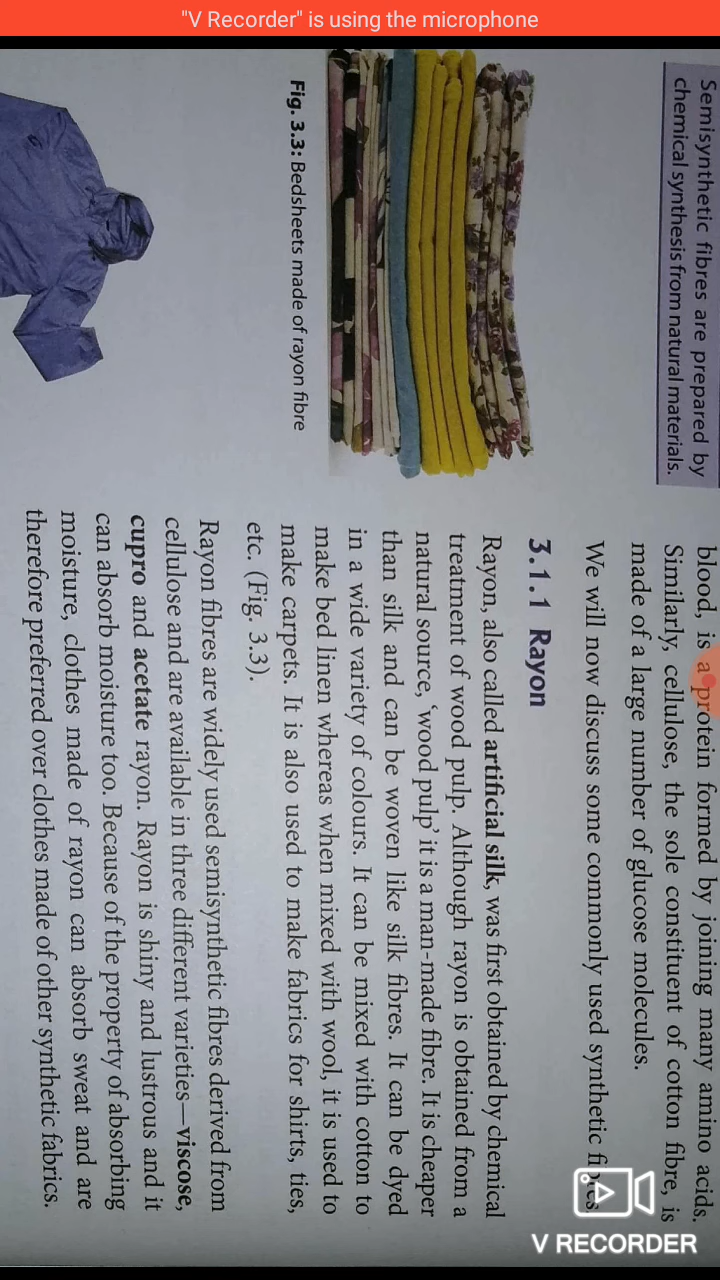 "V Recorder" is using the microphone
Semisynthetic fibres are prepared by
chemical synthesis from natural materials.
Fig. 3.3: Bedsheets made of rayon fibre
blood, is a protein formed by joining many amino acids.
Similarly, cellulose, the sole constituent of cotton fibre, is
made of a large number of glucose molecules.
We will now discuss some commonly used synthetic fibres
3.1.1 Rayon
Rayon, also called artificial silk, was first obtained by chemical
treatment of wood pulp. Although rayon is obtained from a
natural source, 'wood pulp' it is a man-made fibre. It is cheaper
than silk and can be woven like silk fibres. It can be dyed
in a wide variety of colours. It can be mixed with cotton to
make bed linen whereas when mixed with wool, it is used to
make carpets. It is also used to make fabrics for shirts, ties,
etc. (Fig. 3.3).
Rayon fibres are widely used semisynthetic fibres derived from
cellulose and are available in three different varieties—viscose,
cupro and acetate rayon. Rayon is shiny and lustrous and it
can absorb moisture too. Because of the property of absorbing
moisture, clothes made of rayon can absorb sweat and are
therefore preferred over clothes made of other synthetic fabrics.
V RECORDER